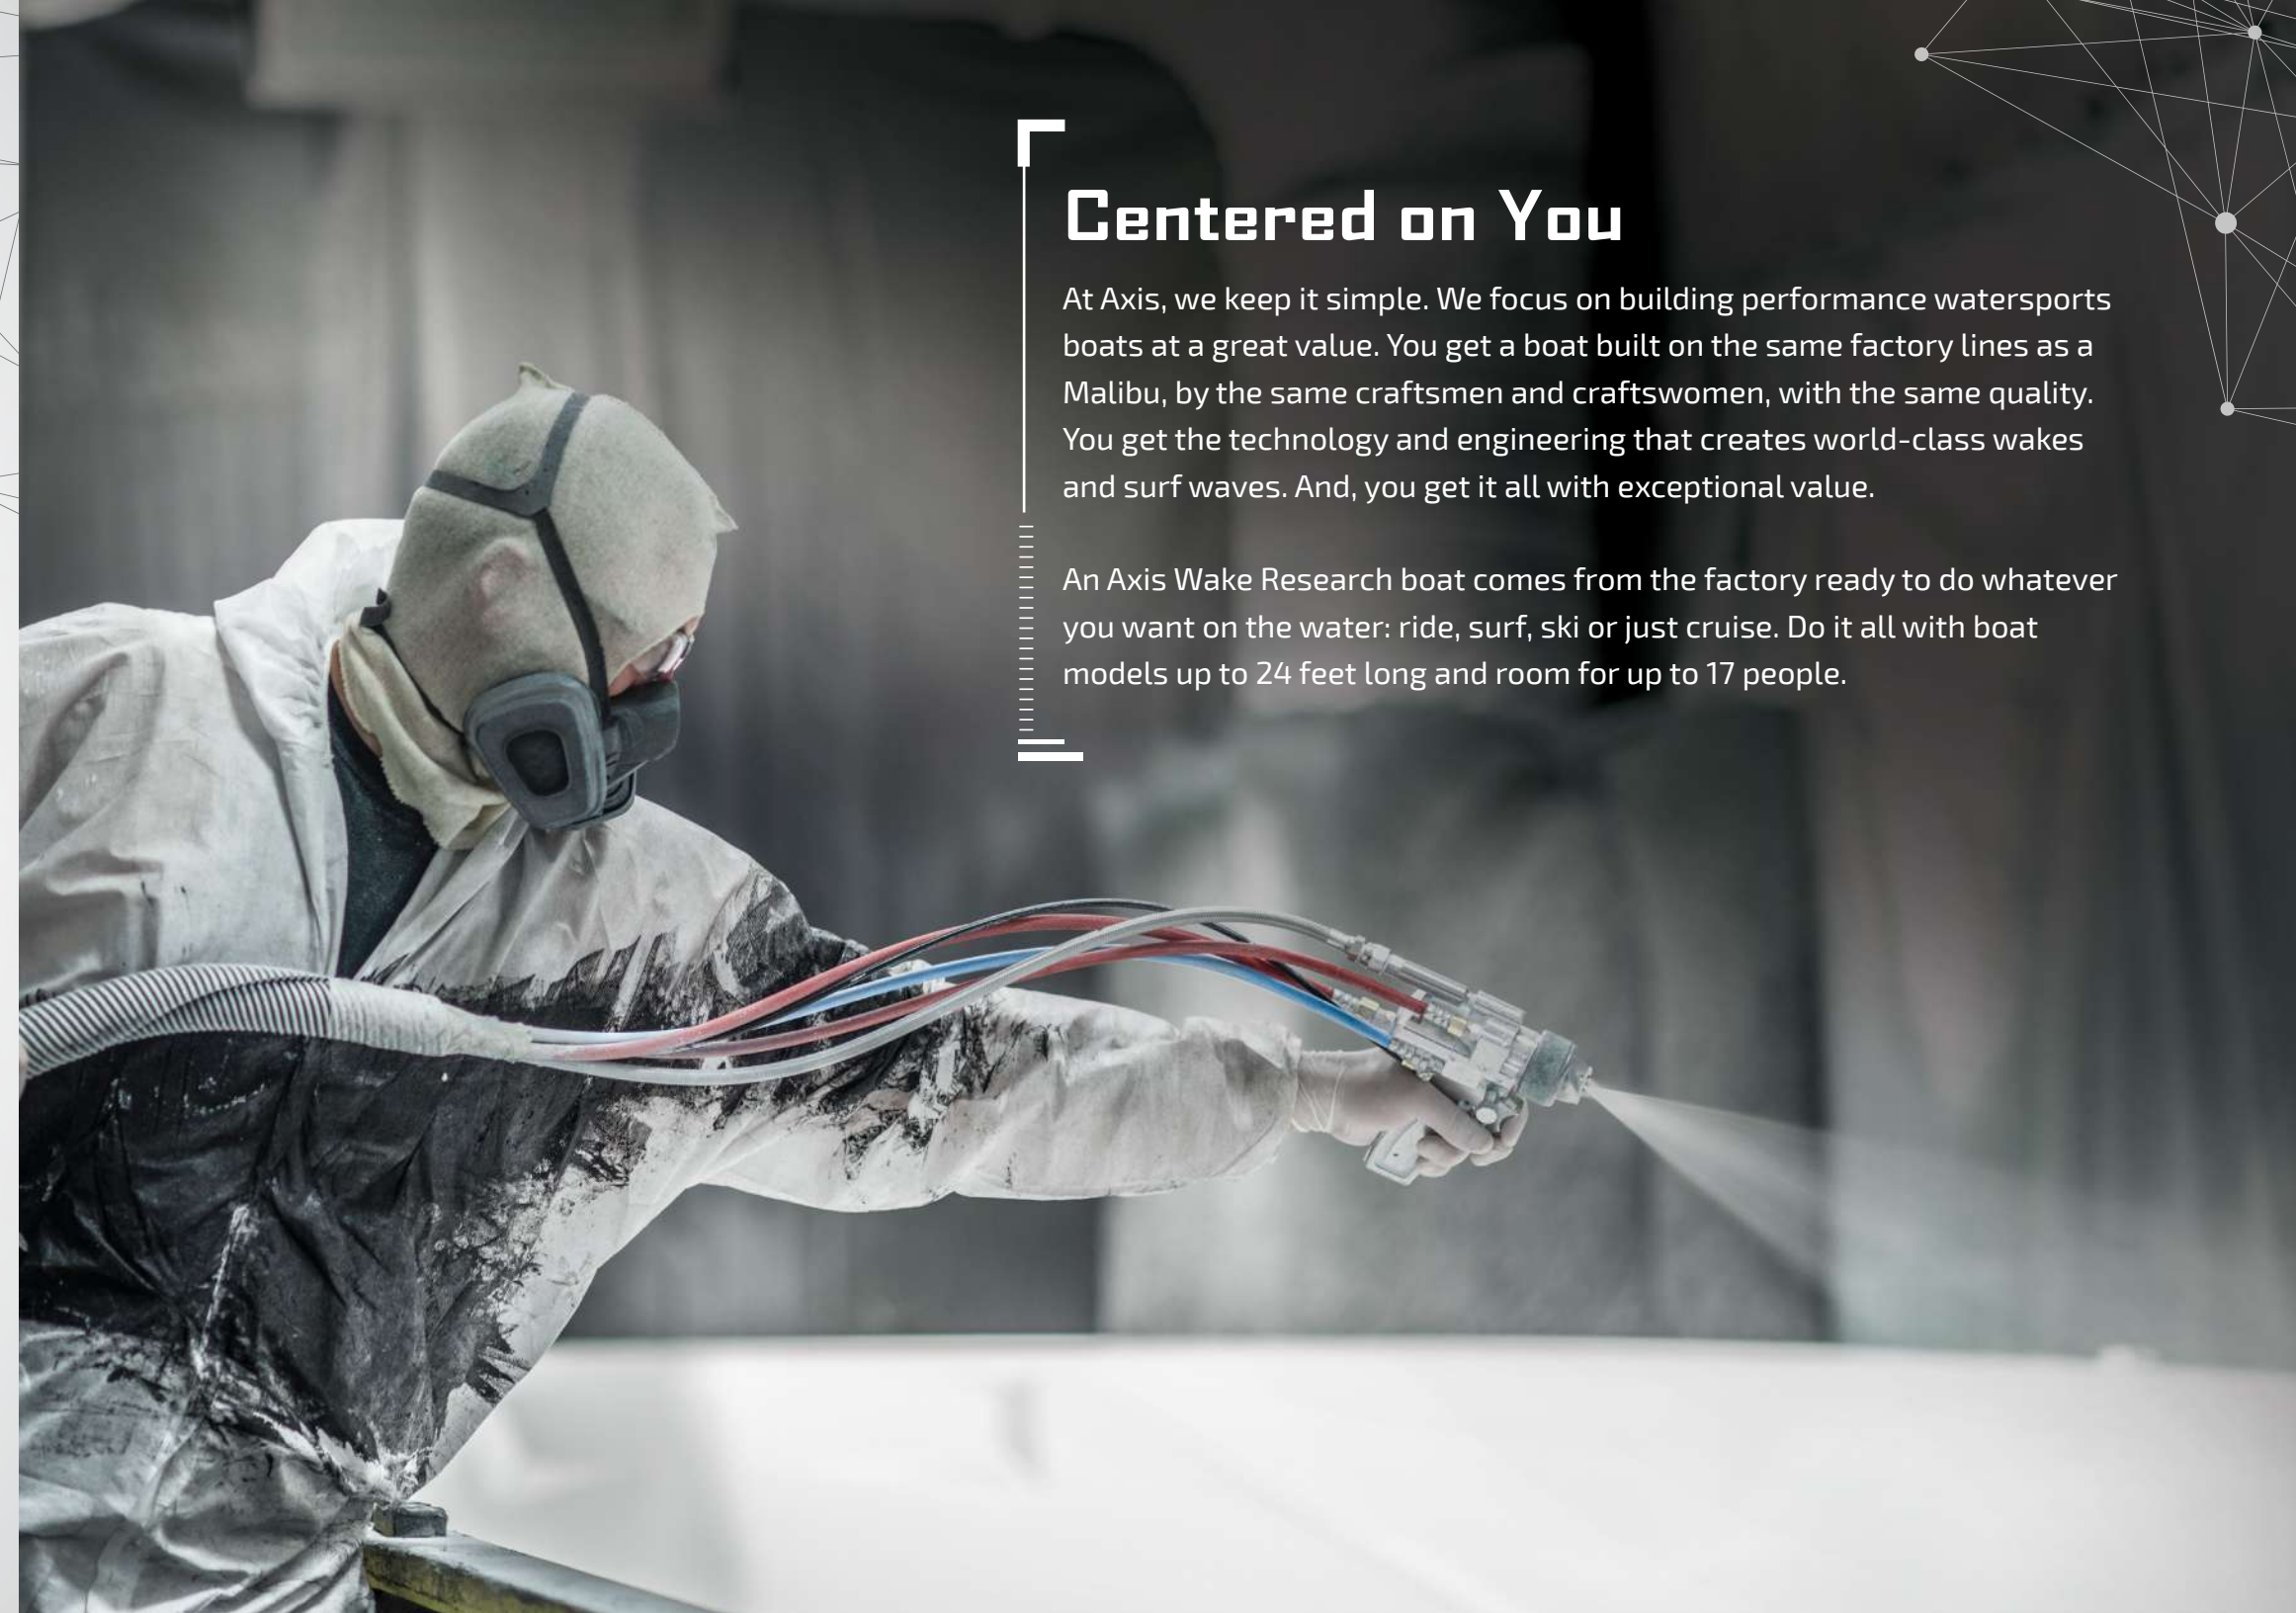 Centered on You
At Axis, we keep it simple. We focus on building performance watersports
boats at a great value. You get a boat built on the same factory lines as a
Malibu, by the same craftsmen and craftswomen, with the same quality.
You get the technology and engineering that creates world-class wakes
and surf waves. And, you get it all with exceptional value.
An Axis Wake Research boat comes from the factory ready to do whatever
you want on the water: ride, surf, ski or just cruise. Do it all with boat
models up to 24 feet long and room for up to 17 people.